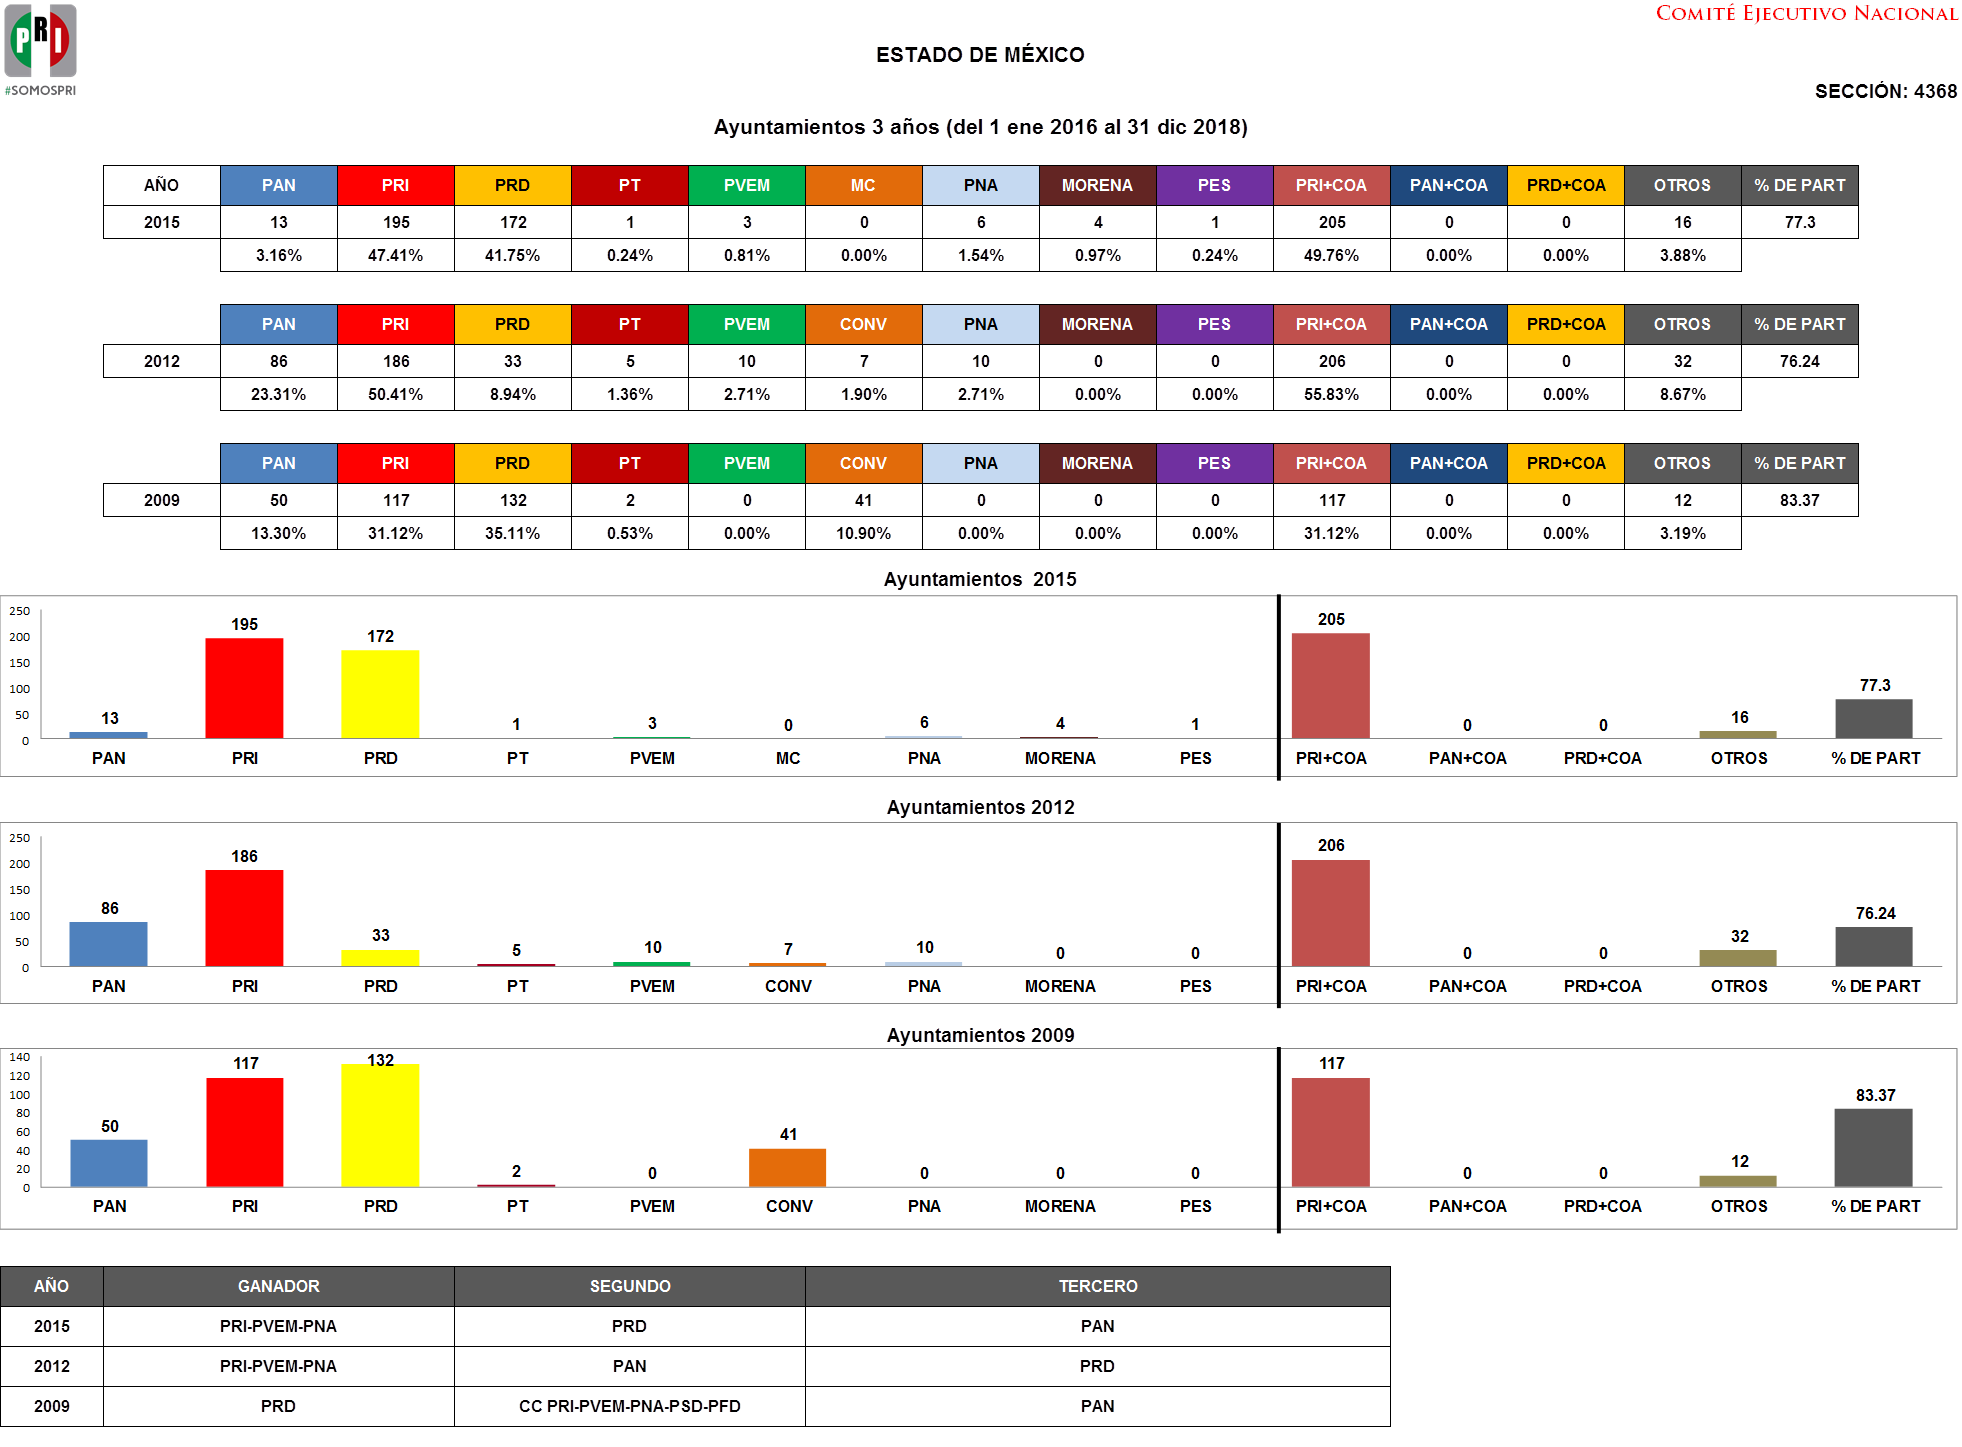 PRI
#SOMOSPRI
COMITÉ EJECUTIVO NACIONAL
ESTADO DE MÉXICO
SECCIÓN: 4368
Ayuntamientos 3 años (del 1 ene 2016 al 31 dic 2018)
AÑO PAN PRI PRD PT PVEM MC PNA MORENA PES PRI+COA PAN+COA PRD+COA OTROS % DE PART
2015 13 195 172 1 3 0 6 4 1 205 0 0 16 77.3
3.16% 47.41% 41.75% 0.24% 0.81% 0.00% 1.54% 0.97% 0.24% 49.76% 0.00% 0.00% 3.88%
PAN PRI PRD PT PVEM CONV PNA MORENA PES PRI+COA PAN+COA PRD+COA OTROS % DE PART
2012 86 186 33 5 10 7 10 0 0 206 0 0 32 76.24
23.31% 50.41% 8.94% 1.36% 2.71% 1.90% 2.71% 0.00% 0.00% 55.83% 0.00% 0.00% 8.67%
PAN PRI PRD PT PVEM CONV PNA MORENA PES PRI+COA PAN+COA PRD+COA OTROS % DE PART
2009 50 117 132 2 0 41 0 0 0 117 0 0 12 83.37
13.30% 31.12% 35.11% 0.53% 0.00% 10.90% 0.00% 0.00% 0.00% 31.12% 0.00% 0.00% 3.19%
Ayuntamientos 2015
250
200
150
100
50
0
13 195 172 1 3 0 6 4 1 205 0 0 16 77.3
PAN PRI PRD PT PVEM MC PNA MORENA PES PRI+COA PAN+COA PRD+COA OTROS % DE PART
Ayuntamientos 2012
250
200
150
100
50
0
86 186 33 5 10 7 10 0 0 206 0 0 32 76.24
PAN PRI PRD PT PVEM CONV PNA MORENA PES PRI+COA PAN+COA PRD+COA OTROS % DE PART
Ayuntamientos 2009
140
120
100
80
60
40
20
0
50 117 132 2 0 41 0 0 0 117 0 0 12 83.37
PAN PRI PRD PT PVEM CONV PNA MORENA PES PRI+COA PAN+COA PRD+COA OTROS % DE PART
AÑO GANADOR SEGUNDO TERCERO
2015 PRI-PVEM-PNA PRD PAN
2012 PRI-PVEM-PNA PAN PRD
2009 PRD CC PRI-PVEM-PNA-PSD-PFD PAN